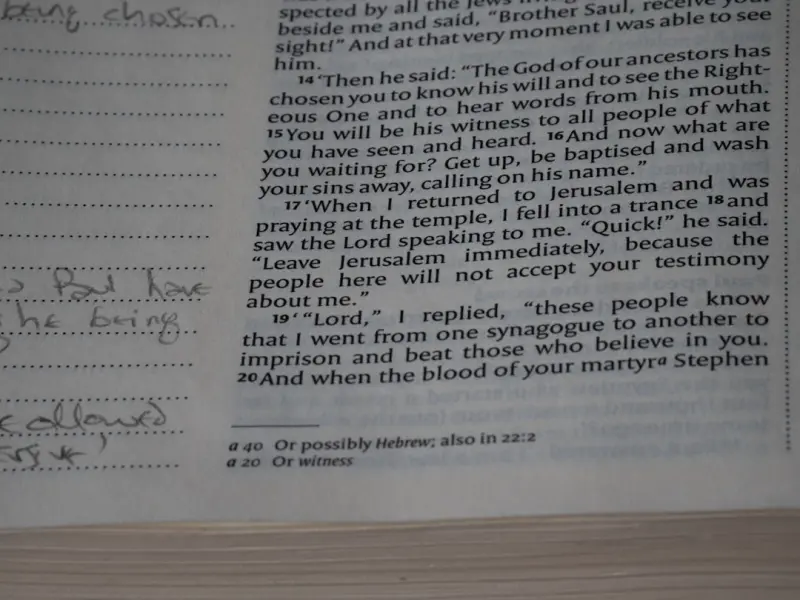 being chosen..
Paul have
he being
allowed
spected by all the Jews
beside me and said, “Brother Saul, receive your
sight!” And at that very moment I was able to see
him.
14 ‘Then he said: “The God of our ancestors has
chosen you to know his will and to see the Right-
eous One and to hear words from his mouth.
15 You will be his witness to all people of what
you have seen and heard. 16 And now what are
you waiting for? Get up, be baptised and wash
your sins away, calling on his name.”
17 ‘When I returned to Jerusalem and was
praying at the temple, I fell into a trance 18 and
saw the Lord speaking to me. “Quick!” he said.
“Leave Jerusalem immediately, because the
people here will not accept your testimony
about me.”
19 ‘ “Lord,” I replied, “these people know
that I went from one synagogue to another to
imprison and beat those who believe in you.
20 And when the blood of your martyr a Stephen
a 40 Or possibly Hebrew; also in 22:2
a 20 Or witness